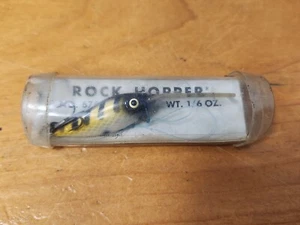 ROCK HOPPER
WT. 1/6 OZ.